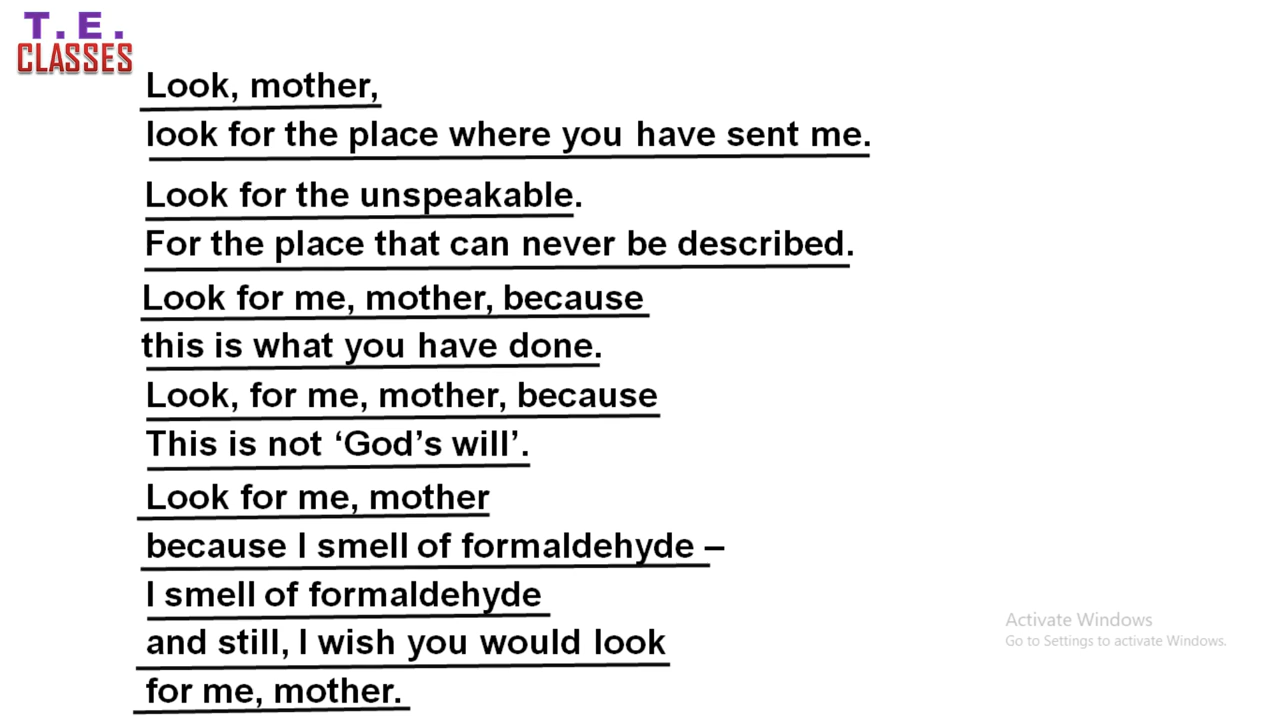 T.E.
CLASSES
Look, mother,
look for the place where you have sent me.
Look for the unspeakable.
For the place that can never be described.
Look for me, mother, because
this is what you have done.
Look, for me, mother, because
This is not ‘God’s will’.
Look for me, mother
because I smell of formaldehyde –
I smell of formaldehyde
and still, I wish you would look
for me, mother.
Activate Windows
Go to Settings to activate Windows.